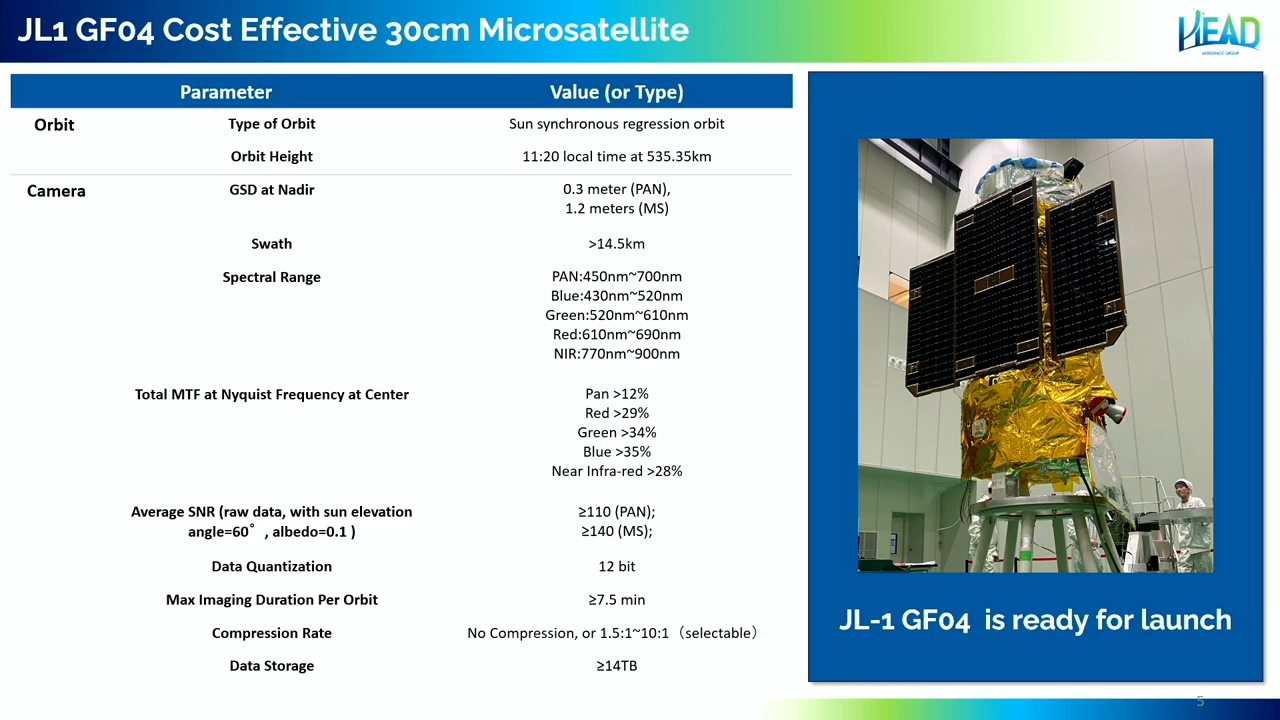 JL1 GF04 Cost Effective 30cm Microsatellite
HEAD
AEROSPACE GROUP
Parameter Value (or Type)
Orbit Type of Orbit Sun synchronous regression orbit
Orbit Height 11:20 local time at 535.35km
Camera GSD at Nadir 0.3 meter (PAN),
1.2 meters (MS)
Swath >14.5km
Spectral Range PAN:450nm~700nm
Blue:430nm~520nm
Green:520nm~610nm
Red:610nm~690nm
NIR:770nm~900nm
Total MTF at Nyquist Frequency at Center Pan >12%
Red >29%
Green >34%
Blue >35%
Near Infra-red >28%
Average SNR (raw data, with sun elevation ≥110 (PAN);
angle=60°, albedo=0.1 ) ≥140 (MS);
Data Quantization 12 bit
Max Imaging Duration Per Orbit ≥7.5 min
Compression Rate No Compression, or 1.5:1~10:1（selectable）
Data Storage ≥14TB
JL-1 GF04 is ready for launch
5